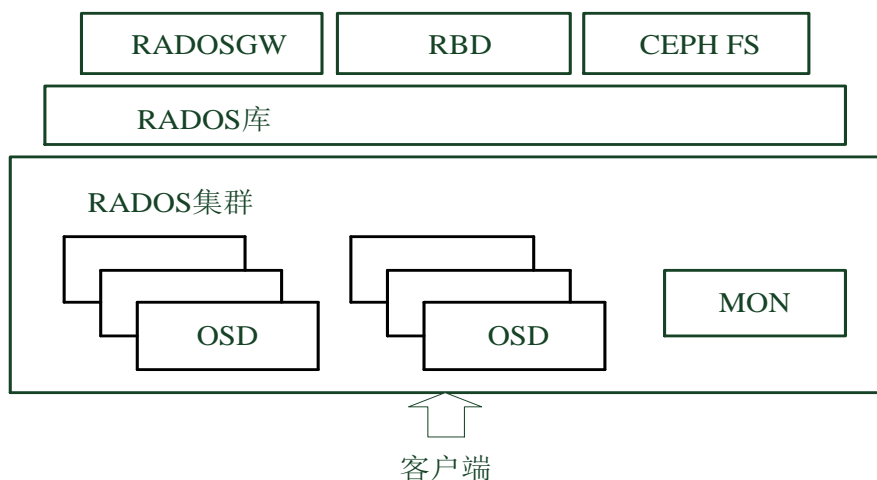 RADOSGW RBD CEPH FS
RADOS库
RADOS集群
OSD OSD MON
客户端